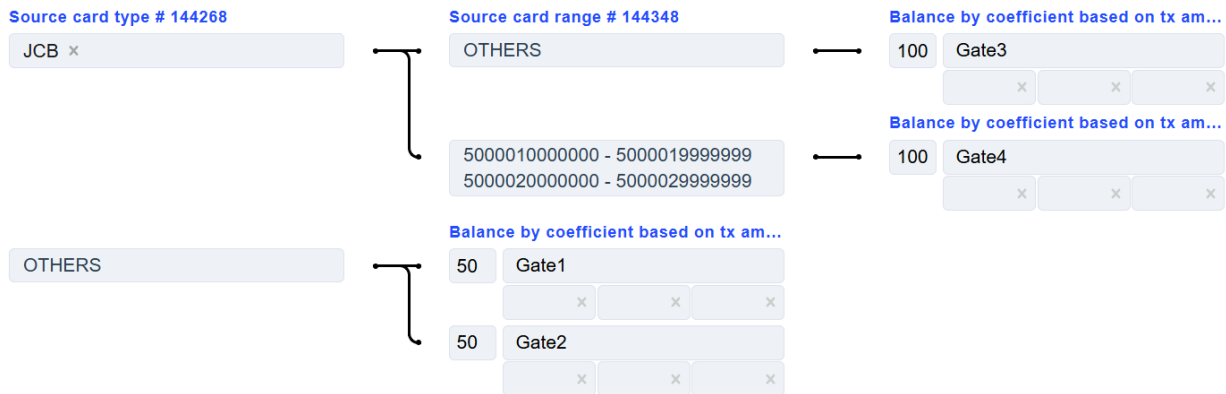 Source card type # 144268
Source card range # 144348
Balance by coefficient based on tx am...
JCB ×
OTHERS
100 Gate3
× × ×
Balance by coefficient based on tx am...
5000010000000 - 5000019999999
5000020000000 - 5000029999999
100 Gate4
× × ×
Balance by coefficient based on tx am...
OTHERS
50 Gate1
× × ×
50 Gate2
× × ×